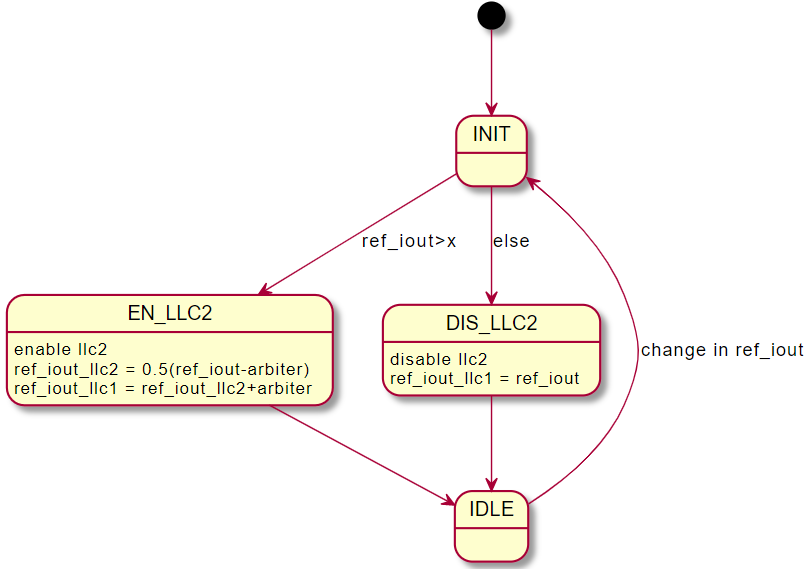 INIT
ref_iout>x
else
EN_LLC2
enable llc2
ref_iout_llc2 = 0.5(ref_iout-arbiter)
ref_iout_llc1 = ref_iout_llc2+arbiter
DIS_LLC2
disable llc2
ref_iout_llc1 = ref_iout
change in ref_iout
IDLE